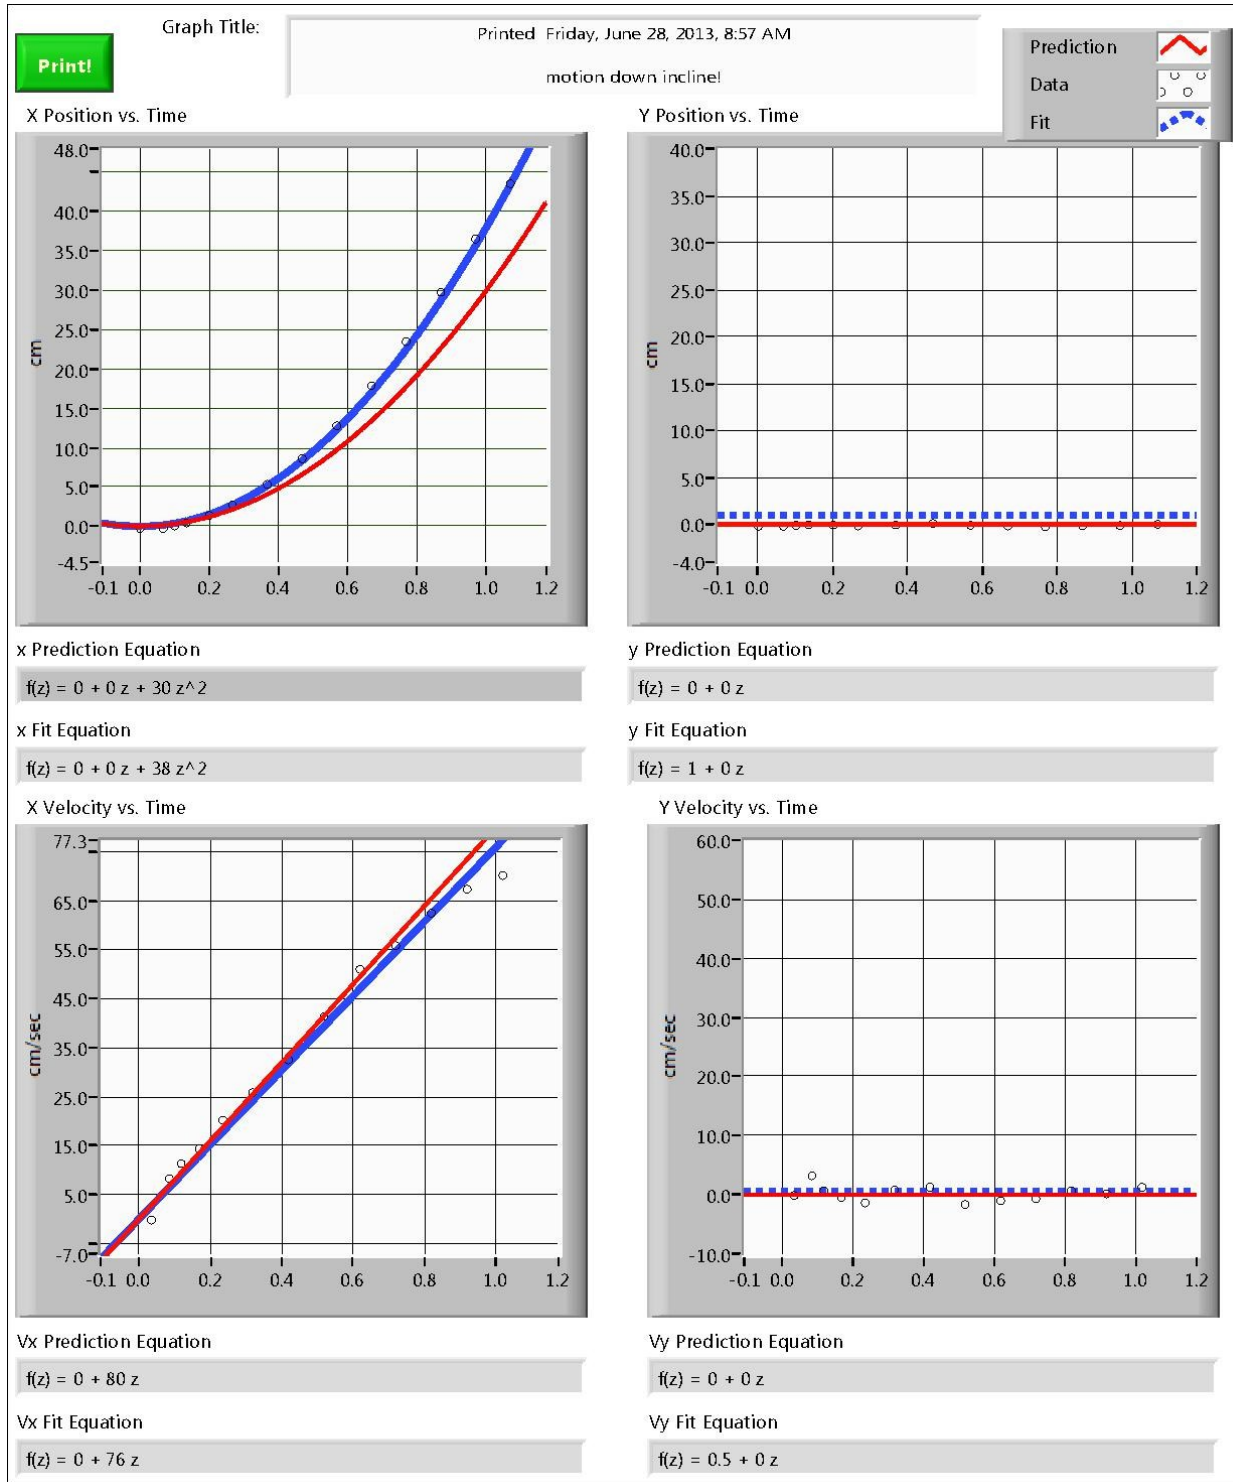 Graph Title:
Printed Friday, June 28, 2013, 8:57 AM
motion down incline!
Print!
Prediction
Data
Fit
X Position vs. Time
48.0
40.0
35.0
30.0
25.0
20.0
15.0
10.0
5.0
0.0
-4.5
cm
-0.1 0.0 0.2 0.4 0.6 0.8 1.0 1.2
Y Position vs. Time
40.0
35.0
30.0
25.0
20.0
15.0
10.0
5.0
0.0
-4.0
cm
-0.1 0.0 0.2 0.4 0.6 0.8 1.0 1.2
x Prediction Equation
f(z) = 0 + 0 z + 30 z^2
y Prediction Equation
f(z) = 0 + 0 z
x Fit Equation
f(z) = 0 + 0 z + 38 z^2
y Fit Equation
f(z) = 1 + 0 z
X Velocity vs. Time
77.3
65.0
55.0
45.0
35.0
25.0
15.0
5.0
-7.0
cm/sec
-0.1 0.0 0.2 0.4 0.6 0.8 1.0 1.2
Y Velocity vs. Time
60.0
50.0
40.0
30.0
20.0
10.0
0.0
-10.0
cm/sec
-0.1 0.0 0.2 0.4 0.6 0.8 1.0 1.2
Vx Prediction Equation
f(z) = 0 + 80 z
Vy Prediction Equation
f(z) = 0 + 0 z
Vx Fit Equation
f(z) = 0 + 76 z
Vy Fit Equation
f(z) = 0.5 + 0 z